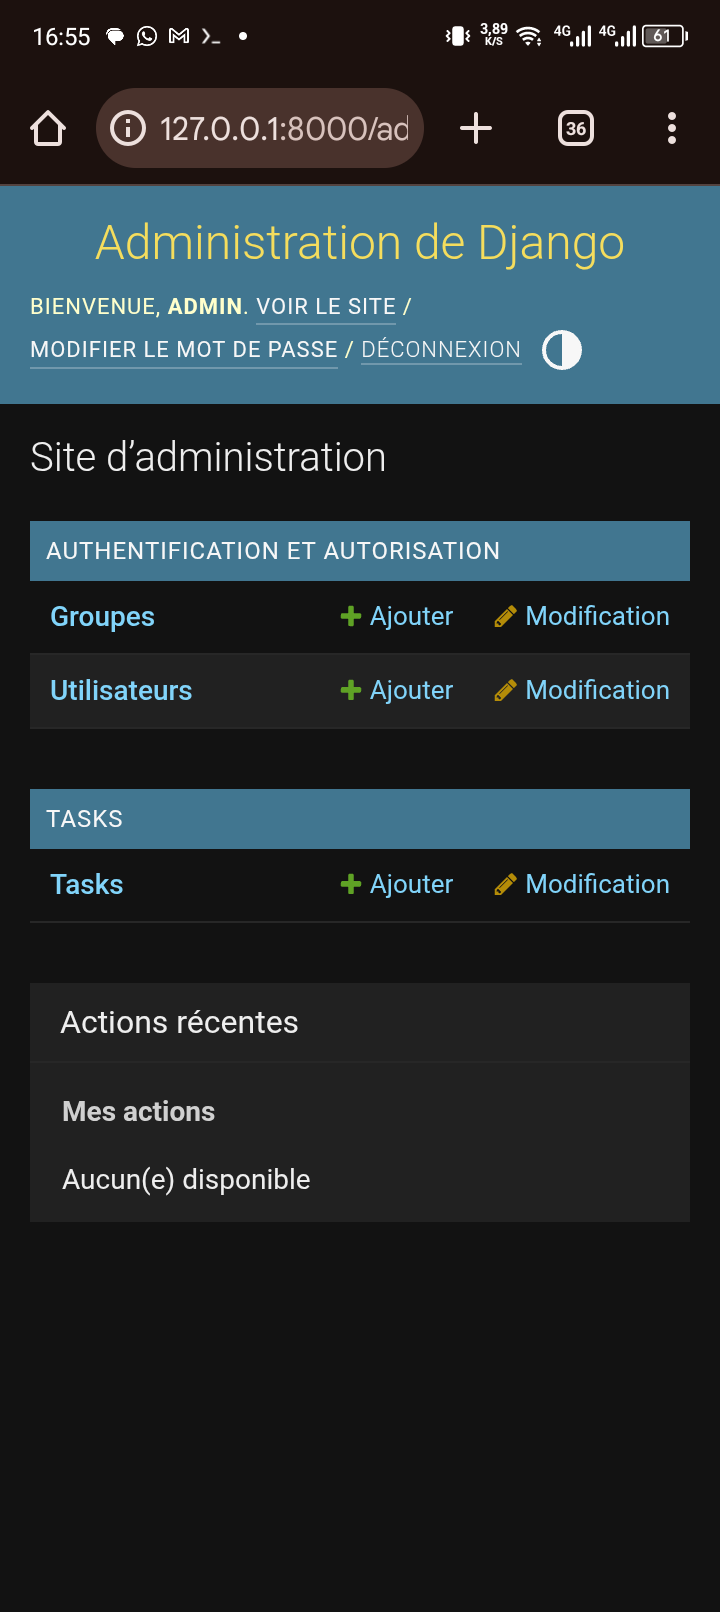 16:55
3,89 K/S 4G 4G 61
127.0.0.1:8000/ad
36
Administration de Django
BIENVENUE, ADMIN. VOIR LE SITE /
MODIFIER LE MOT DE PASSE / DÉCONNEXION
Site d’administration
AUTHENTIFICATION ET AUTORISATION
Groupes Ajouter Modification
Utilisateurs Ajouter Modification
TASKS
Tasks Ajouter Modification
Actions récentes
Mes actions
Aucun(e) disponible